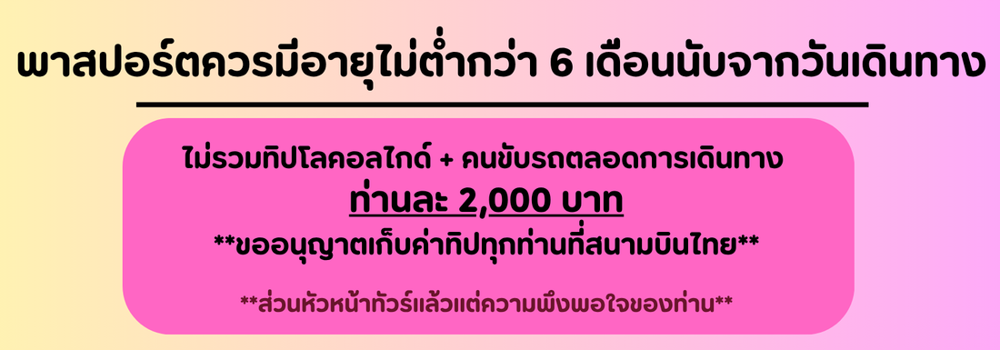 พาสปอร์ตควรมีอายุไม่ต่ำกว่า 6 เดือนนับจากวันเดินทาง
ไม่รวมทิปโลคอลไกด์ + คนขับรถตลอดการเดินทาง
ท่านละ 2,000 บาท
**ขออนุญาตเก็บค่าทิปทุกท่านที่สนามบินไทย**
**ส่วนหัวหน้าทัวร์แล้วแต่ความพึงพอใจของท่าน**